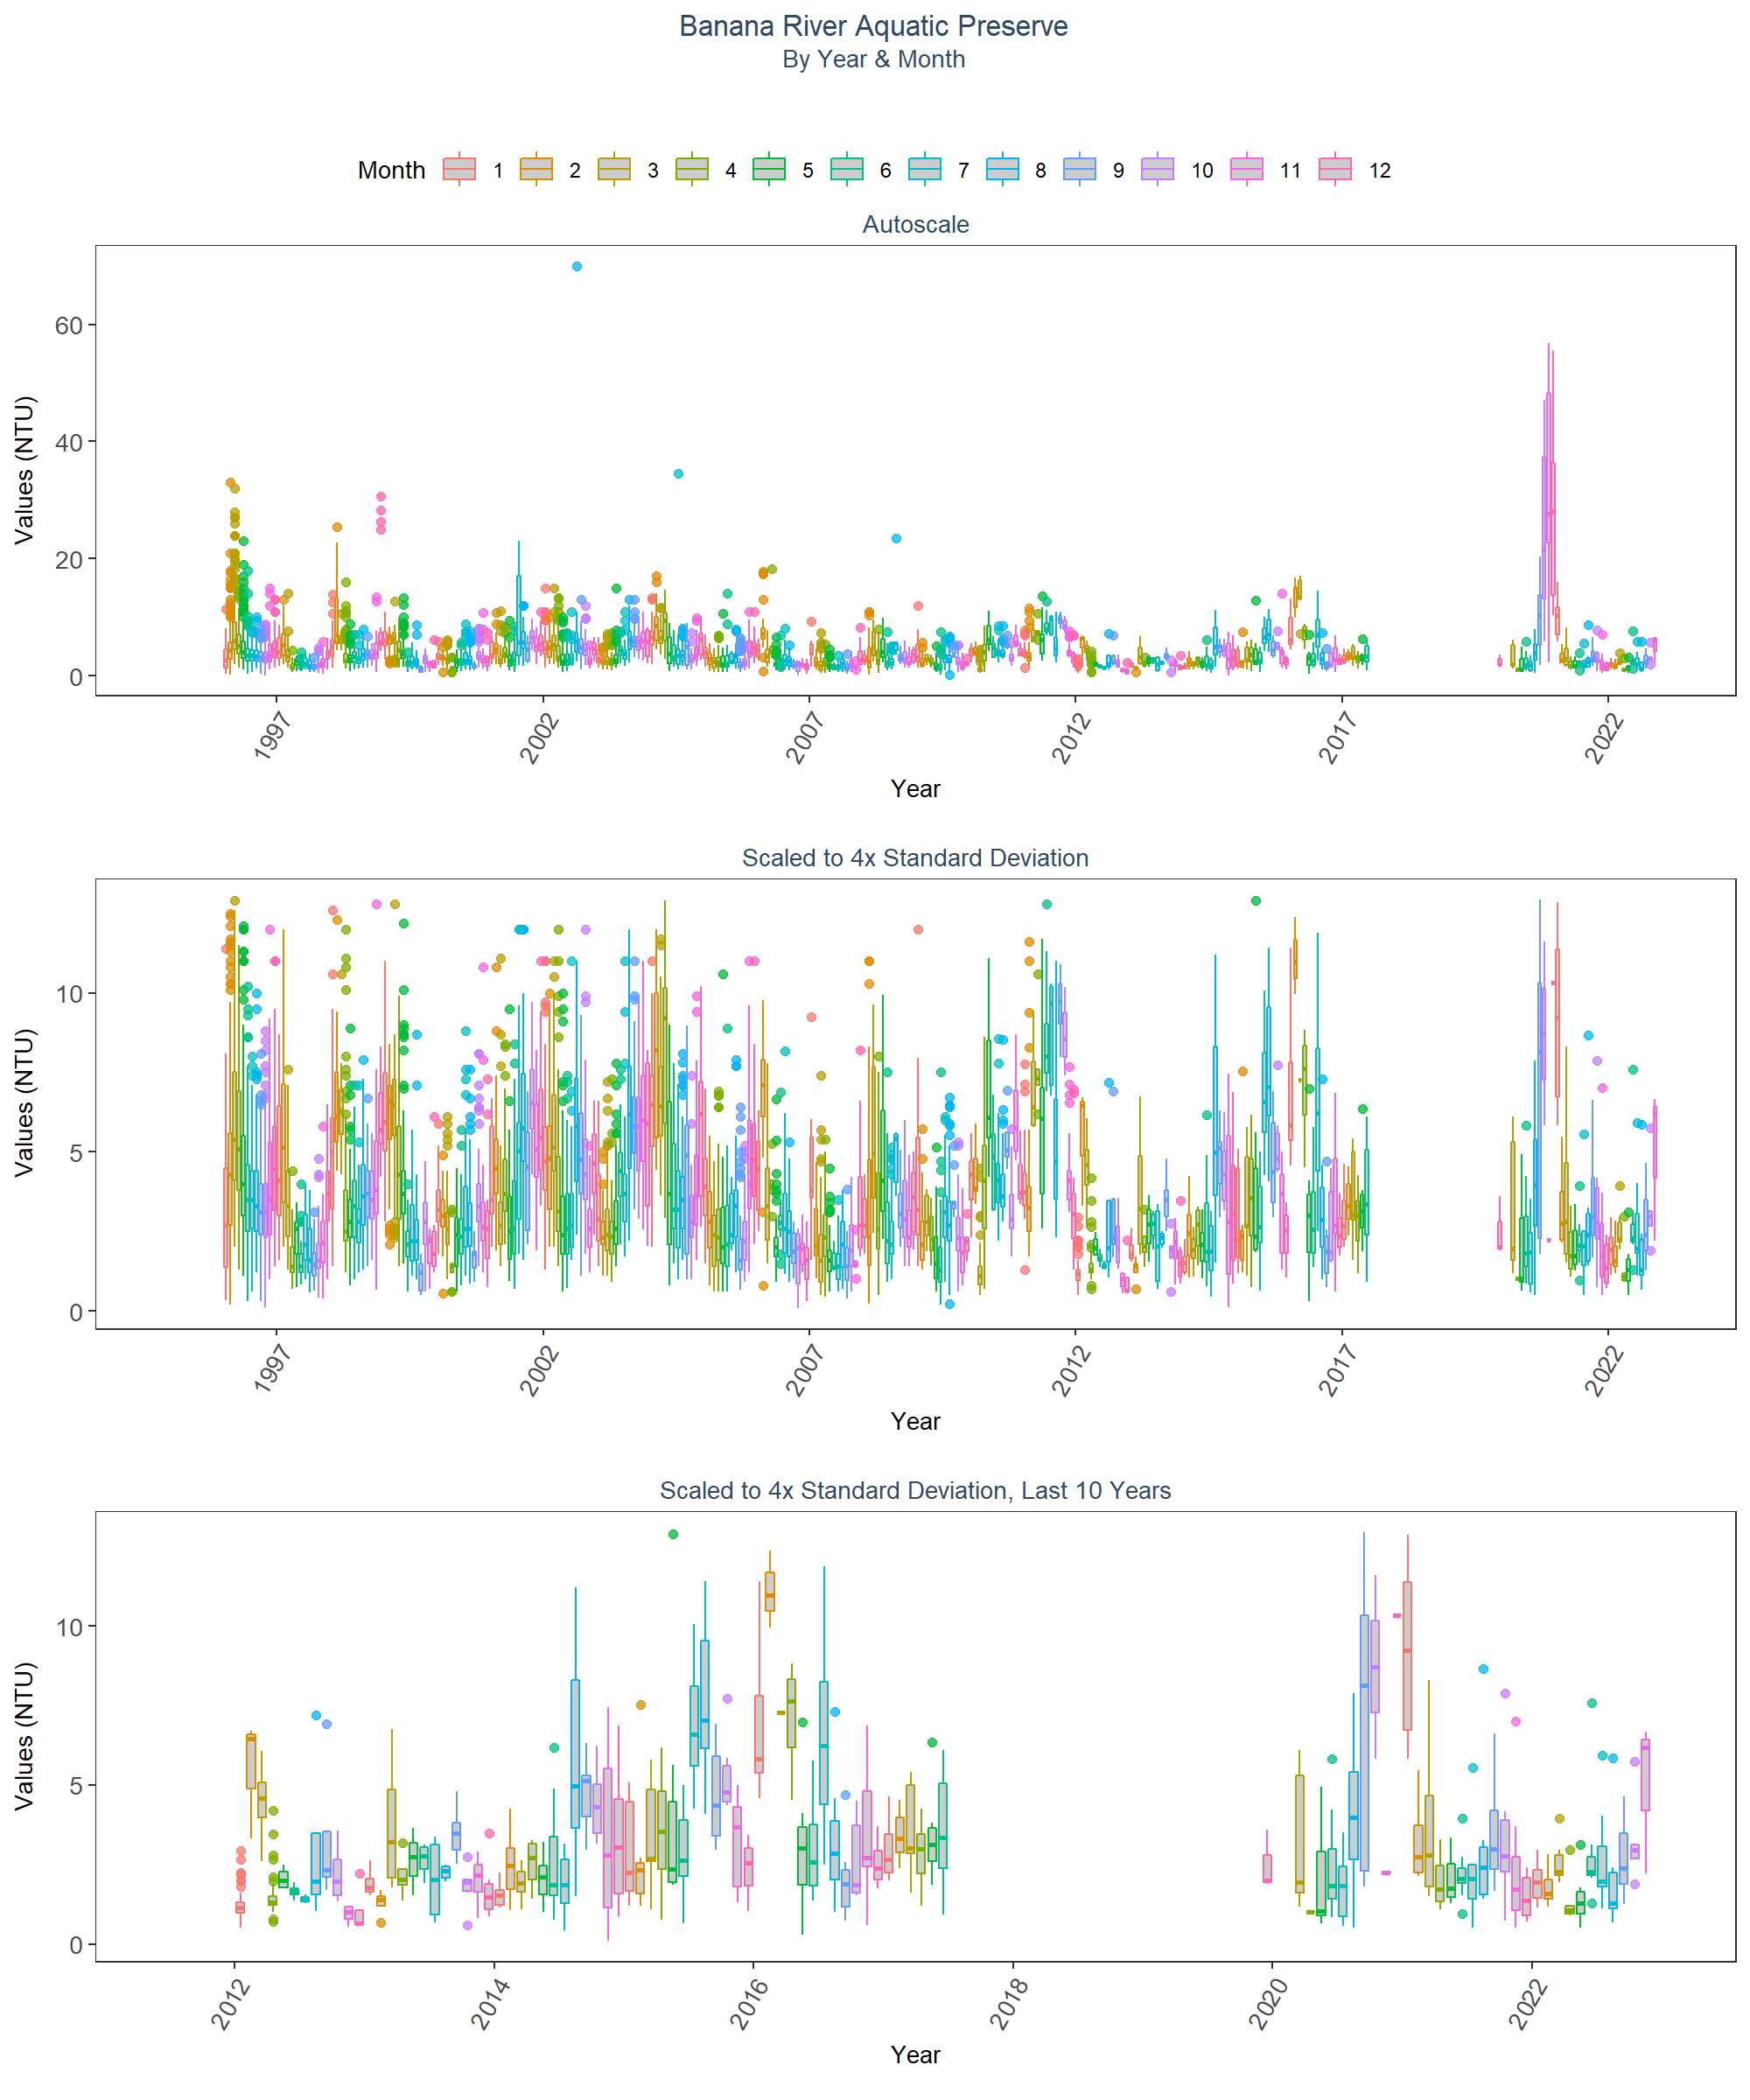 Banana River Aquatic Preserve
By Year & Month
Month 1 2 3 4 5 6 7 8 9 10 11 12
Autoscale
Values (NTU)
60
40
20
0
1997 2002 2007 2012 2017 2022
Year
Scaled to 4x Standard Deviation
Values (NTU)
10
5
0
1997 2002 2007 2012 2017 2022
Year
Scaled to 4x Standard Deviation, Last 10 Years
Values (NTU)
10
5
0
2012 2014 2016 2018 2020 2022
Year